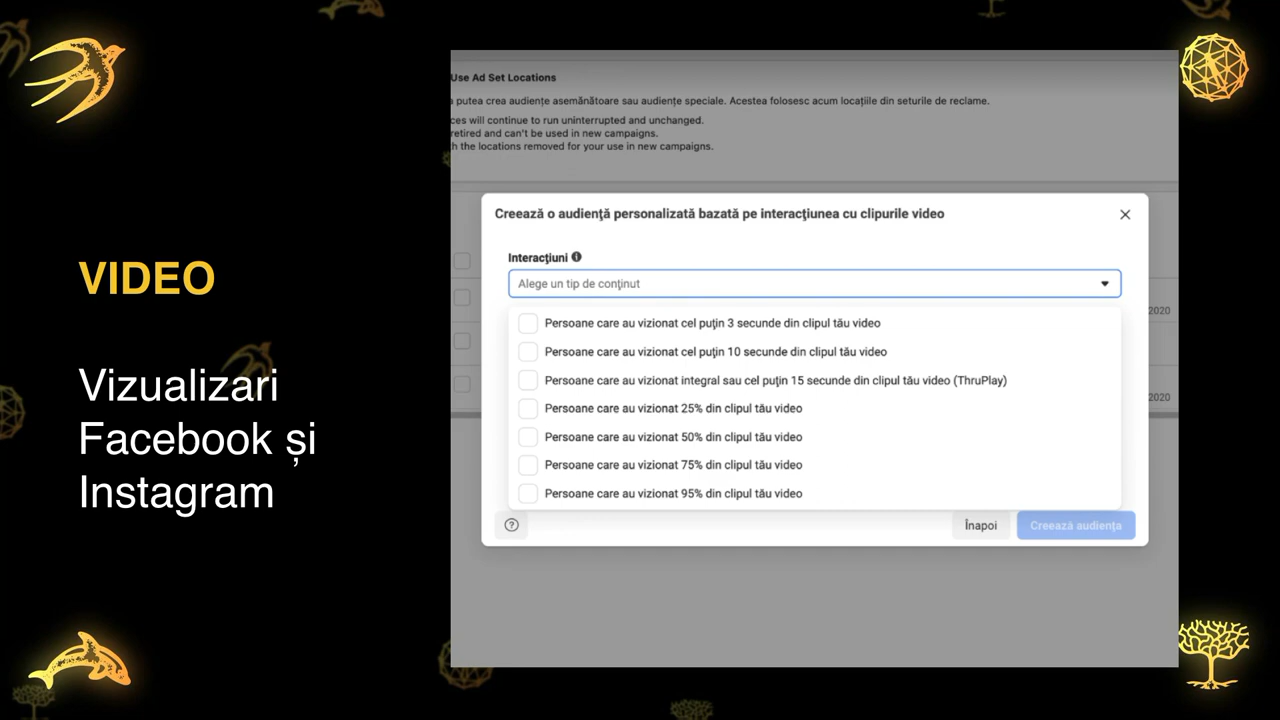 VIDEO
Vizualizari
Facebook și
Instagram
Use Ad Set Locations
putea crea audiențe asemănătoare sau audiențe speciale. Acestea folosesc acum locațiile din seturile de reclame.
ces will continue to run uninterrupted and unchanged.
retired and can't be used in new campaigns.
h the locations removed for your use in new campaigns.
Creează o audienţă personalizată bazată pe interacţiunea cu clipurile video
Interacţiuni
Alege un tip de conţinut
Persoane care au vizionat cel puţin 3 secunde din clipul tău video
Persoane care au vizionat cel puţin 10 secunde din clipul tău video
Persoane care au vizionat integral sau cel puţin 15 secunde din clipul tău video (ThruPlay)
Persoane care au vizionat 25% din clipul tău video
Persoane care au vizionat 50% din clipul tău video
Persoane care au vizionat 75% din clipul tău video
Persoane care au vizionat 95% din clipul tău video
2020
2020
Înapoi
Creează audiența